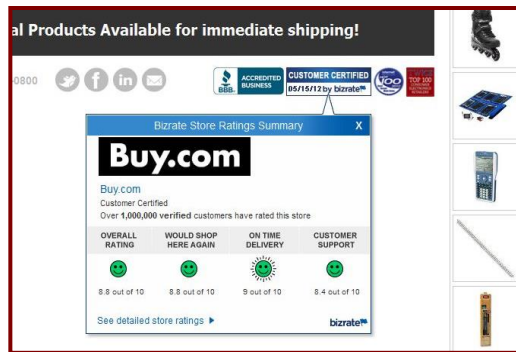 al Products Available for immediate shipping!
0800
BBB
ACCREDITED
BUSINESS
CUSTOMER CERTIFIED
05/15/12 by bizrate
100
TOP 100
Bizrate Store Ratings Summary X
Buy.com
Buy.com
Customer Certified
Over 1,000,000 verified customers have rated this store
OVERALL RATING
WOULD SHOP HERE AGAIN
ON TIME DELIVERY
CUSTOMER SUPPORT
8.8 out of 10
8.8 out of 10
9 out of 10
8.4 out of 10
See detailed store ratings
bizrate